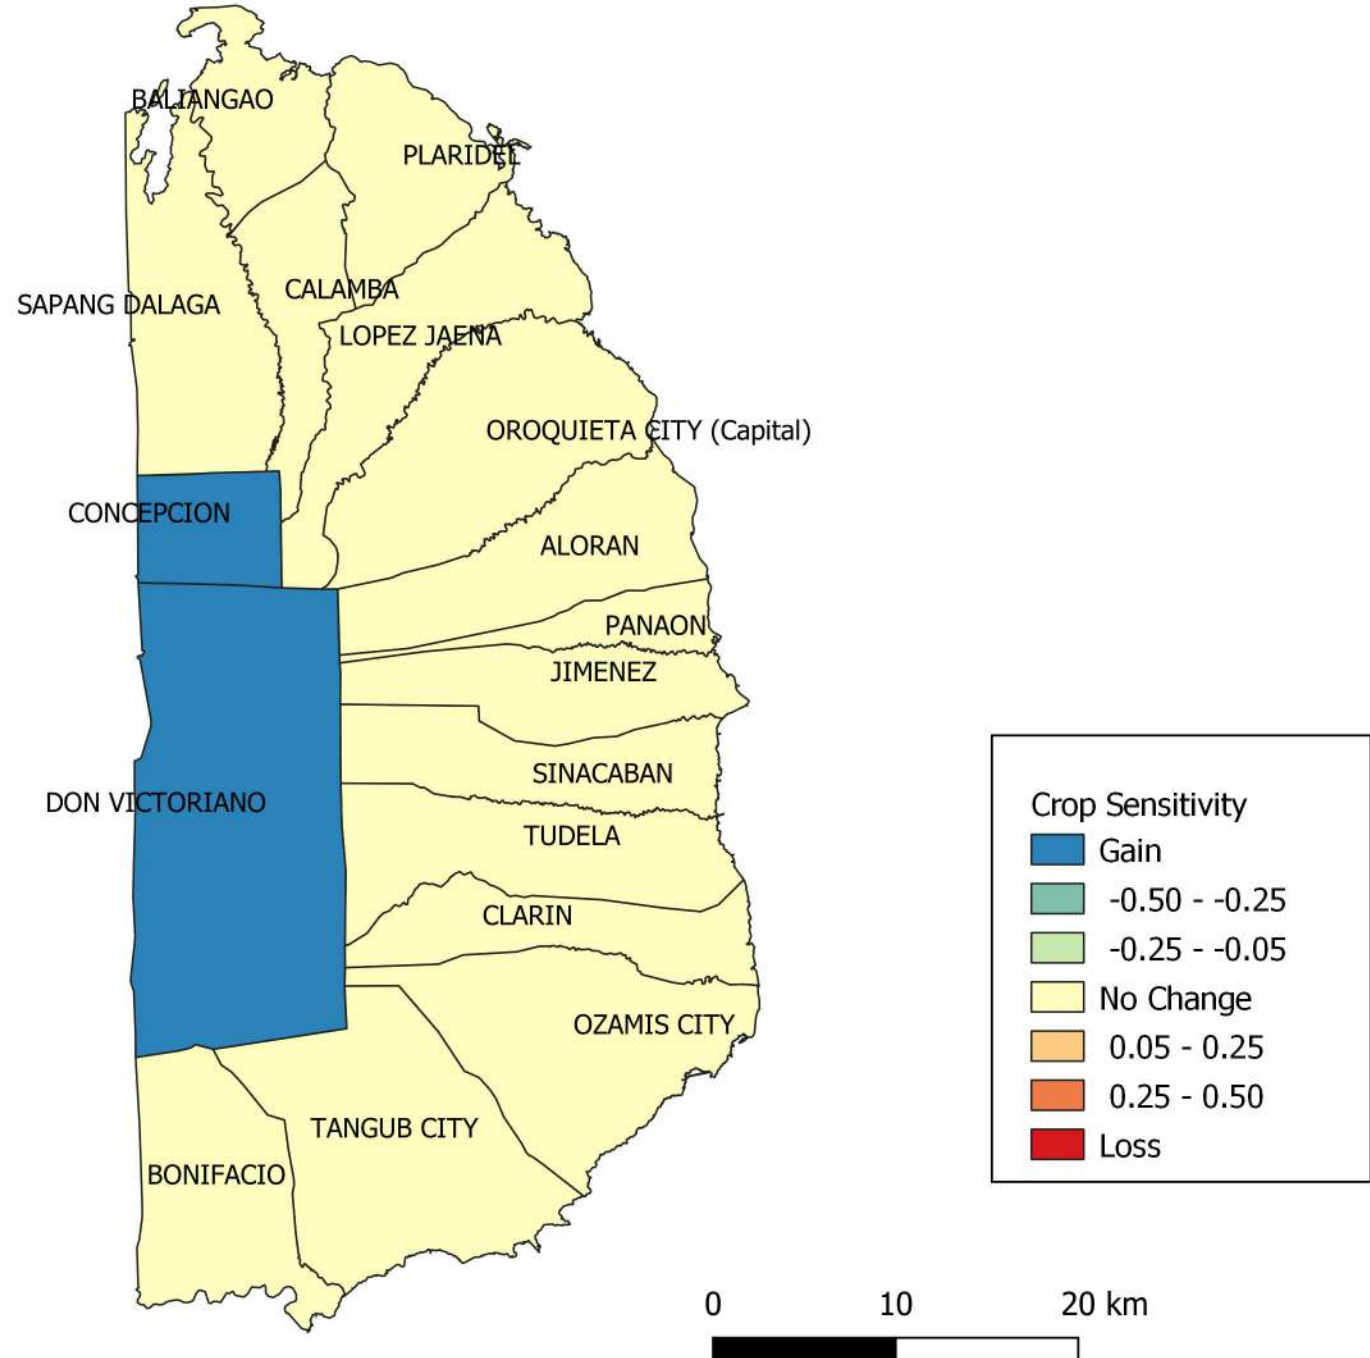 BALIANGAO
PLARIDEL
CALAMBA
SAPANG DALAGA
LOPEZ JAENA
OROQUIETA CITY (Capital)
CONCEPCION
ALORAN
PANAON
JIMENEZ
SINACABAN
DON VICTORIANO
TUDELA
CLARIN
OZAMIS CITY
TANGUB CITY
BONIFACIO
Crop Sensitivity
Gain
-0.50 - -0.25
-0.25 - -0.05
No Change
0.05 - 0.25
0.25 - 0.50
Loss
0 10 20 km